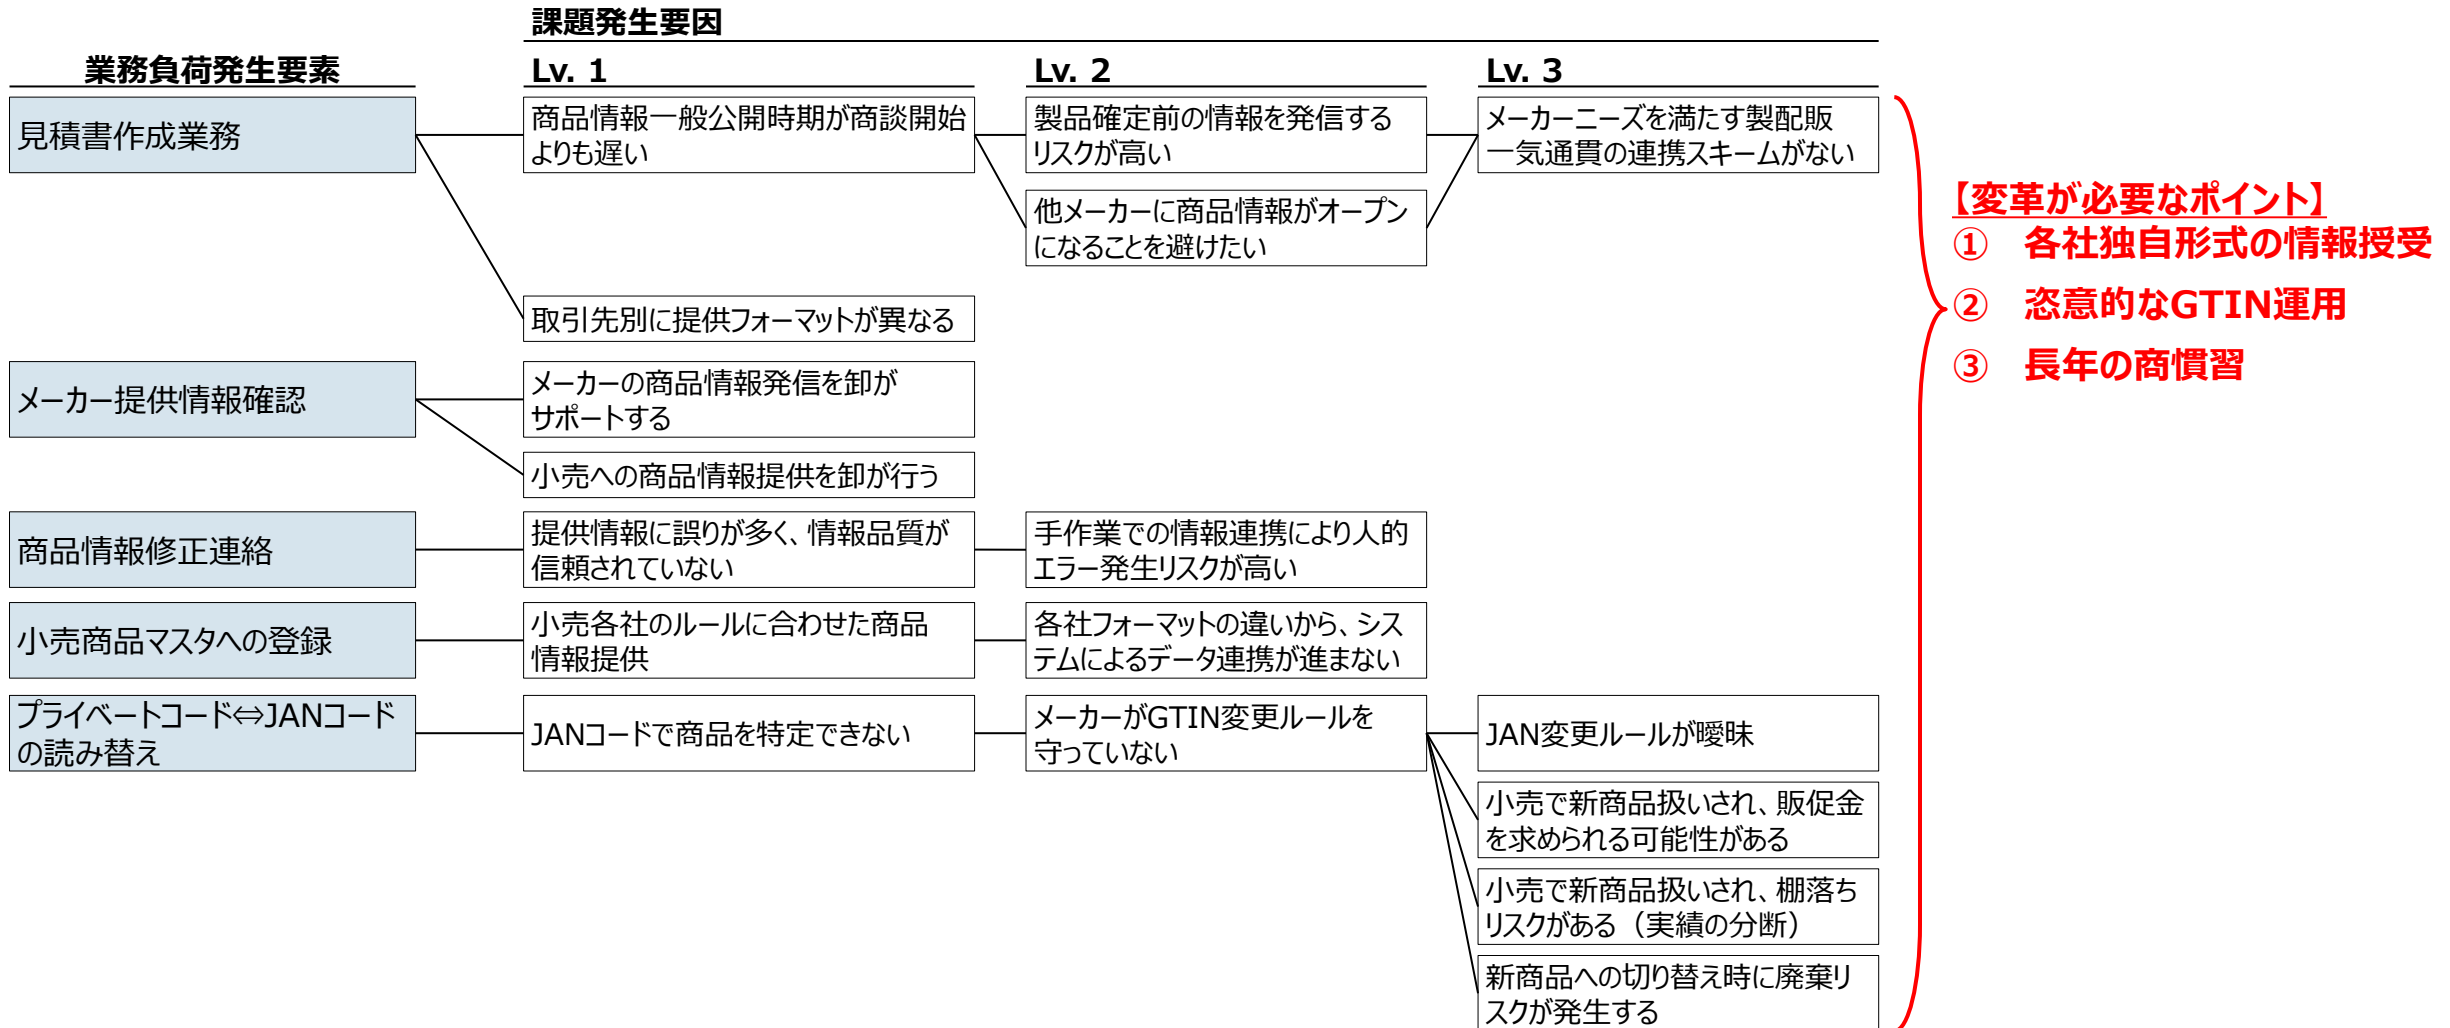 課題発生要因
業務負荷発生要素
Lv. 1
Lv. 2
Lv. 3
見積書作成業務
商品情報一般公開時期が商談開始
よりも遅い
製品確定前の情報を発信する
リスクが高い
メーカーニーズを満たす製配販
一気通貫の連携スキームがない
他メーカーに商品情報がオープン
になることを避けたい
取引先別に提供フォーマットが異なる
メーカー提供情報確認
メーカーの商品情報発信を卸が
サポートする
小売への商品情報提供を卸が行う
商品情報修正連絡
提供情報に誤りが多く、情報品質が
信頼されていない
手作業での情報連携により人的
エラー発生リスクが高い
小売商品マスタへの登録
小売各社のルールに合わせた商品
情報提供
各社フォーマットの違いから、シス
テムによるデータ連携が進まない
プライベートコード⇔JANコード
の読み替え
JANコードで商品を特定できない
メーカーがGTIN変更ルールを
守っていない
JAN変更ルールが曖昧
小売で新商品扱いされ、販促金
を求められる可能性がある
小売で新商品扱いされ、棚落ち
リスクがある（実績の分断）
新商品への切り替え時に廃棄リ
スクが発生する
【変革が必要なポイント】
① 各社独自形式の情報授受
② 恣意的なGTIN運用
③ 長年の商慣習